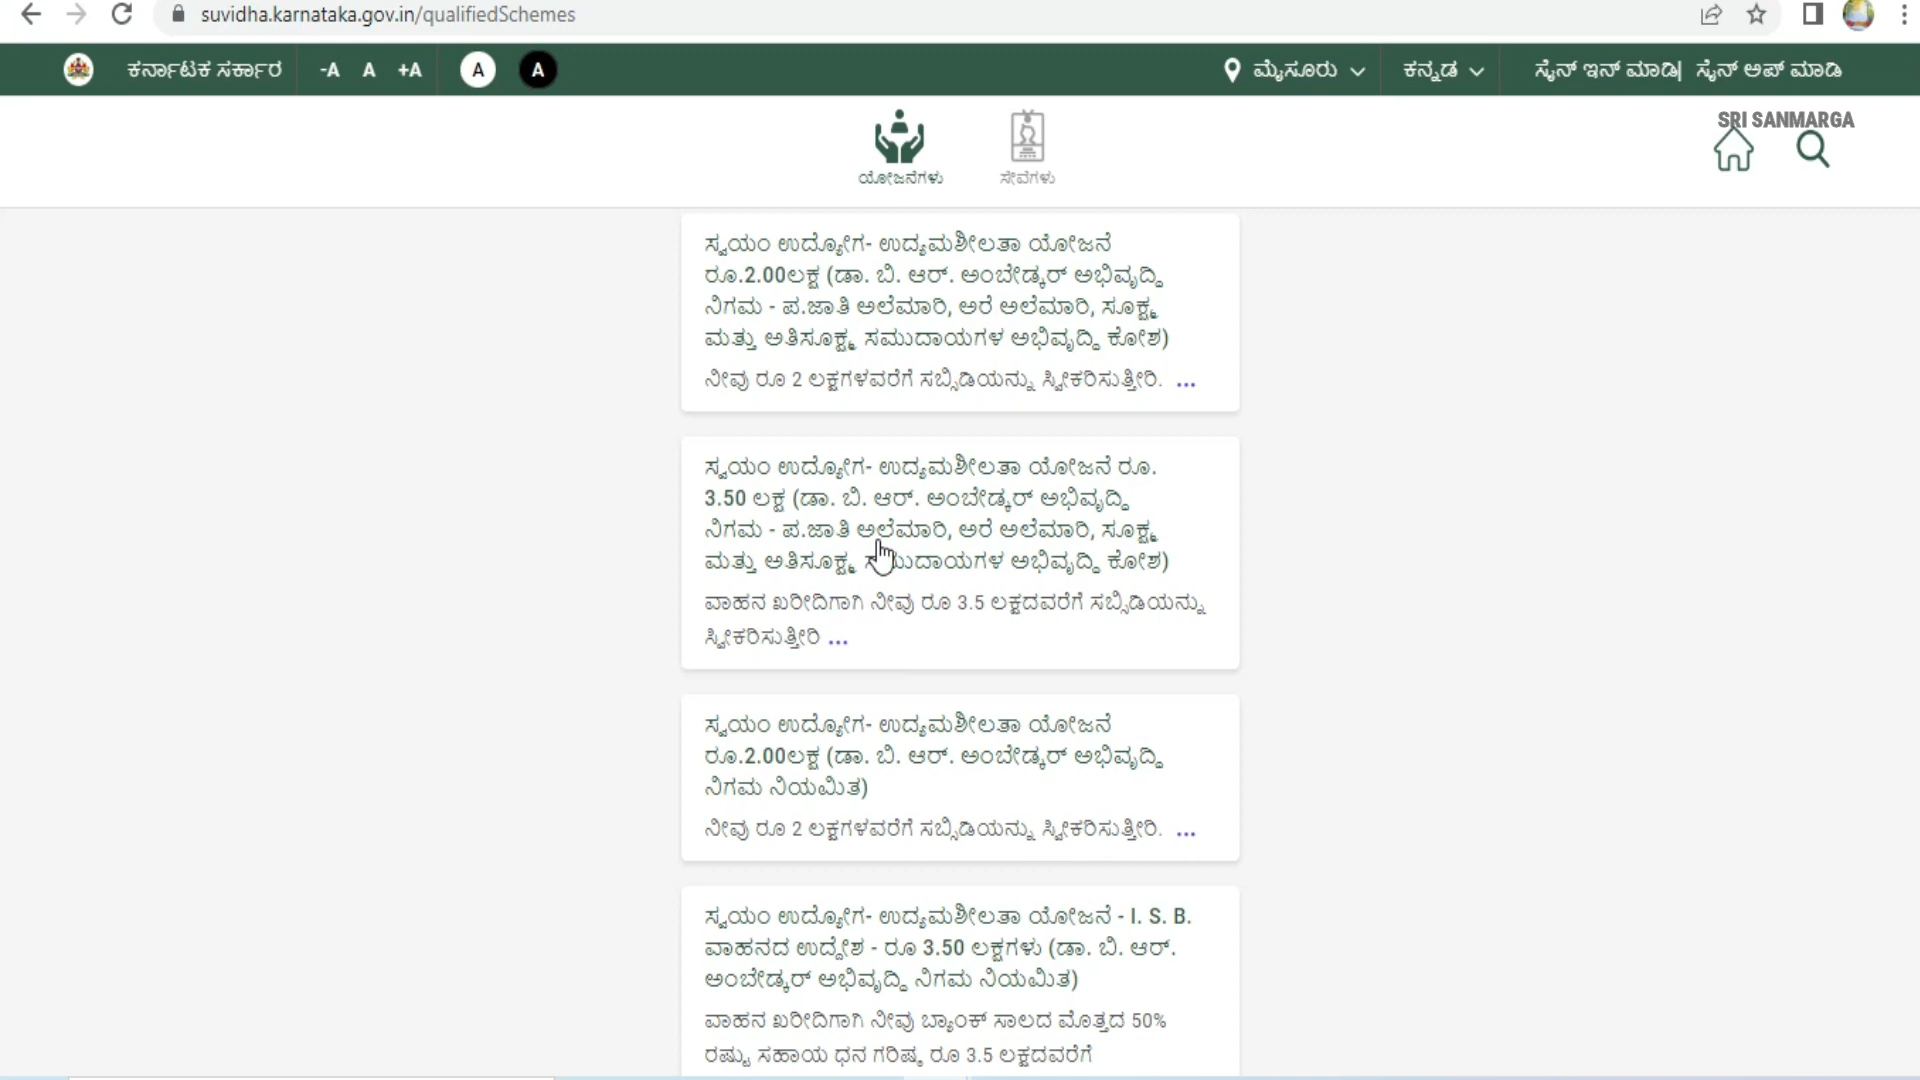 suvidha.karnataka.gov.in/qualifiedSchemes
ಕರ್ನಾಟಕ ಸರ್ಕಾರ -A A +A A A ಮೈಸೂರು ಕನ್ನಡ ಸೈನ್ ಇನ್ ಮಾಡಿ| ಸೈನ್ ಅಪ್ ಮಾಡಿ
SRI SANMARGA
ಯೋಜನೆಗಳು ಸೇವೆಗಳು
ಸ್ವಯಂ ಉದ್ಯೋಗ- ಉದ್ಯಮಶೀಲತಾ ಯೋಜನೆ
ರೂ.2.00ಲಕ್ಷ (ಡಾ. ಬಿ. ಆರ್. ಅಂಬೇಡ್ಕರ್ ಅಭಿವೃದ್ಧಿ
ನಿಗಮ - ಪ.ಜಾತಿ ಅಲೆಮಾರಿ, ಅರೆ ಅಲೆಮಾರಿ, ಸೂಕ್ಷ್ಮ
ಮತ್ತು ಅತಿಸೂಕ್ಷ್ಮ ಸಮುದಾಯಗಳ ಅಭಿವೃದ್ಧಿ ಕೋಶ)
ನೀವು ರೂ 2 ಲಕ್ಷಗಳವರೆಗೆ ಸಬ್ಸಿಡಿಯನ್ನು ಸ್ವೀಕರಿಸುತ್ತೀರಿ. ...
ಸ್ವಯಂ ಉದ್ಯೋಗ- ಉದ್ಯಮಶೀಲತಾ ಯೋಜನೆ ರೂ.
3.50 ಲಕ್ಷ (ಡಾ. ಬಿ. ಆರ್. ಅಂಬೇಡ್ಕರ್ ಅಭಿವೃದ್ಧಿ
ನಿಗಮ - ಪ.ಜಾತಿ ಅಲೆಮಾರಿ, ಅರೆ ಅಲೆಮಾರಿ, ಸೂಕ್ಷ್ಮ
ಮತ್ತು ಅತಿಸೂಕ್ಷ್ಮ ಸಮುದಾಯಗಳ ಅಭಿವೃದ್ಧಿ ಕೋಶ)
ವಾಹನ ಖರೀದಿಗಾಗಿ ನೀವು ರೂ 3.5 ಲಕ್ಷದವರೆಗೆ ಸಬ್ಸಿಡಿಯನ್ನು
ಸ್ವೀಕರಿಸುತ್ತೀರಿ ...
ಸ್ವಯಂ ಉದ್ಯೋಗ- ಉದ್ಯಮಶೀಲತಾ ಯೋಜನೆ
ರೂ.2.00ಲಕ್ಷ (ಡಾ. ಬಿ. ಆರ್. ಅಂಬೇಡ್ಕರ್ ಅಭಿವೃದ್ಧಿ
ನಿಗಮ ನಿಯಮಿತ)
ನೀವು ರೂ 2 ಲಕ್ಷಗಳವರೆಗೆ ಸಬ್ಸಿಡಿಯನ್ನು ಸ್ವೀಕರಿಸುತ್ತೀರಿ. ...
ಸ್ವಯಂ ಉದ್ಯೋಗ- ಉದ್ಯಮಶೀಲತಾ ಯೋಜನೆ - I. S. B.
ವಾಹನದ ಉದ್ದೇಶ - ರೂ 3.50 ಲಕ್ಷಗಳು (ಡಾ. ಬಿ. ಆರ್.
ಅಂಬೇಡ್ಕರ್ ಅಭಿವೃದ್ಧಿ ನಿಗಮ ನಿಯಮಿತ)
ವಾಹನ ಖರೀದಿಗಾಗಿ ನೀವು ಬ್ಯಾಂಕ್ ಸಾಲದ ಮೊತ್ತದ 50%
ರಷ್ಟು ಸಹಾಯ ಧನ ಗರಿಷ್ಠ ರೂ 3.5 ಲಕ್ಷದವರೆಗೆ